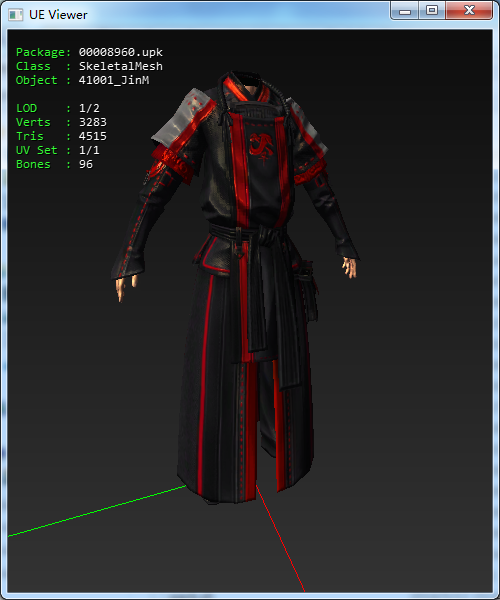 UE Viewer
Package: 00008960.upk
Class : SkeletalMesh
Object : 41001_JinM
LOD : 1/2
Verts : 3283
Tris : 4515
UV Set : 1/1
Bones : 96